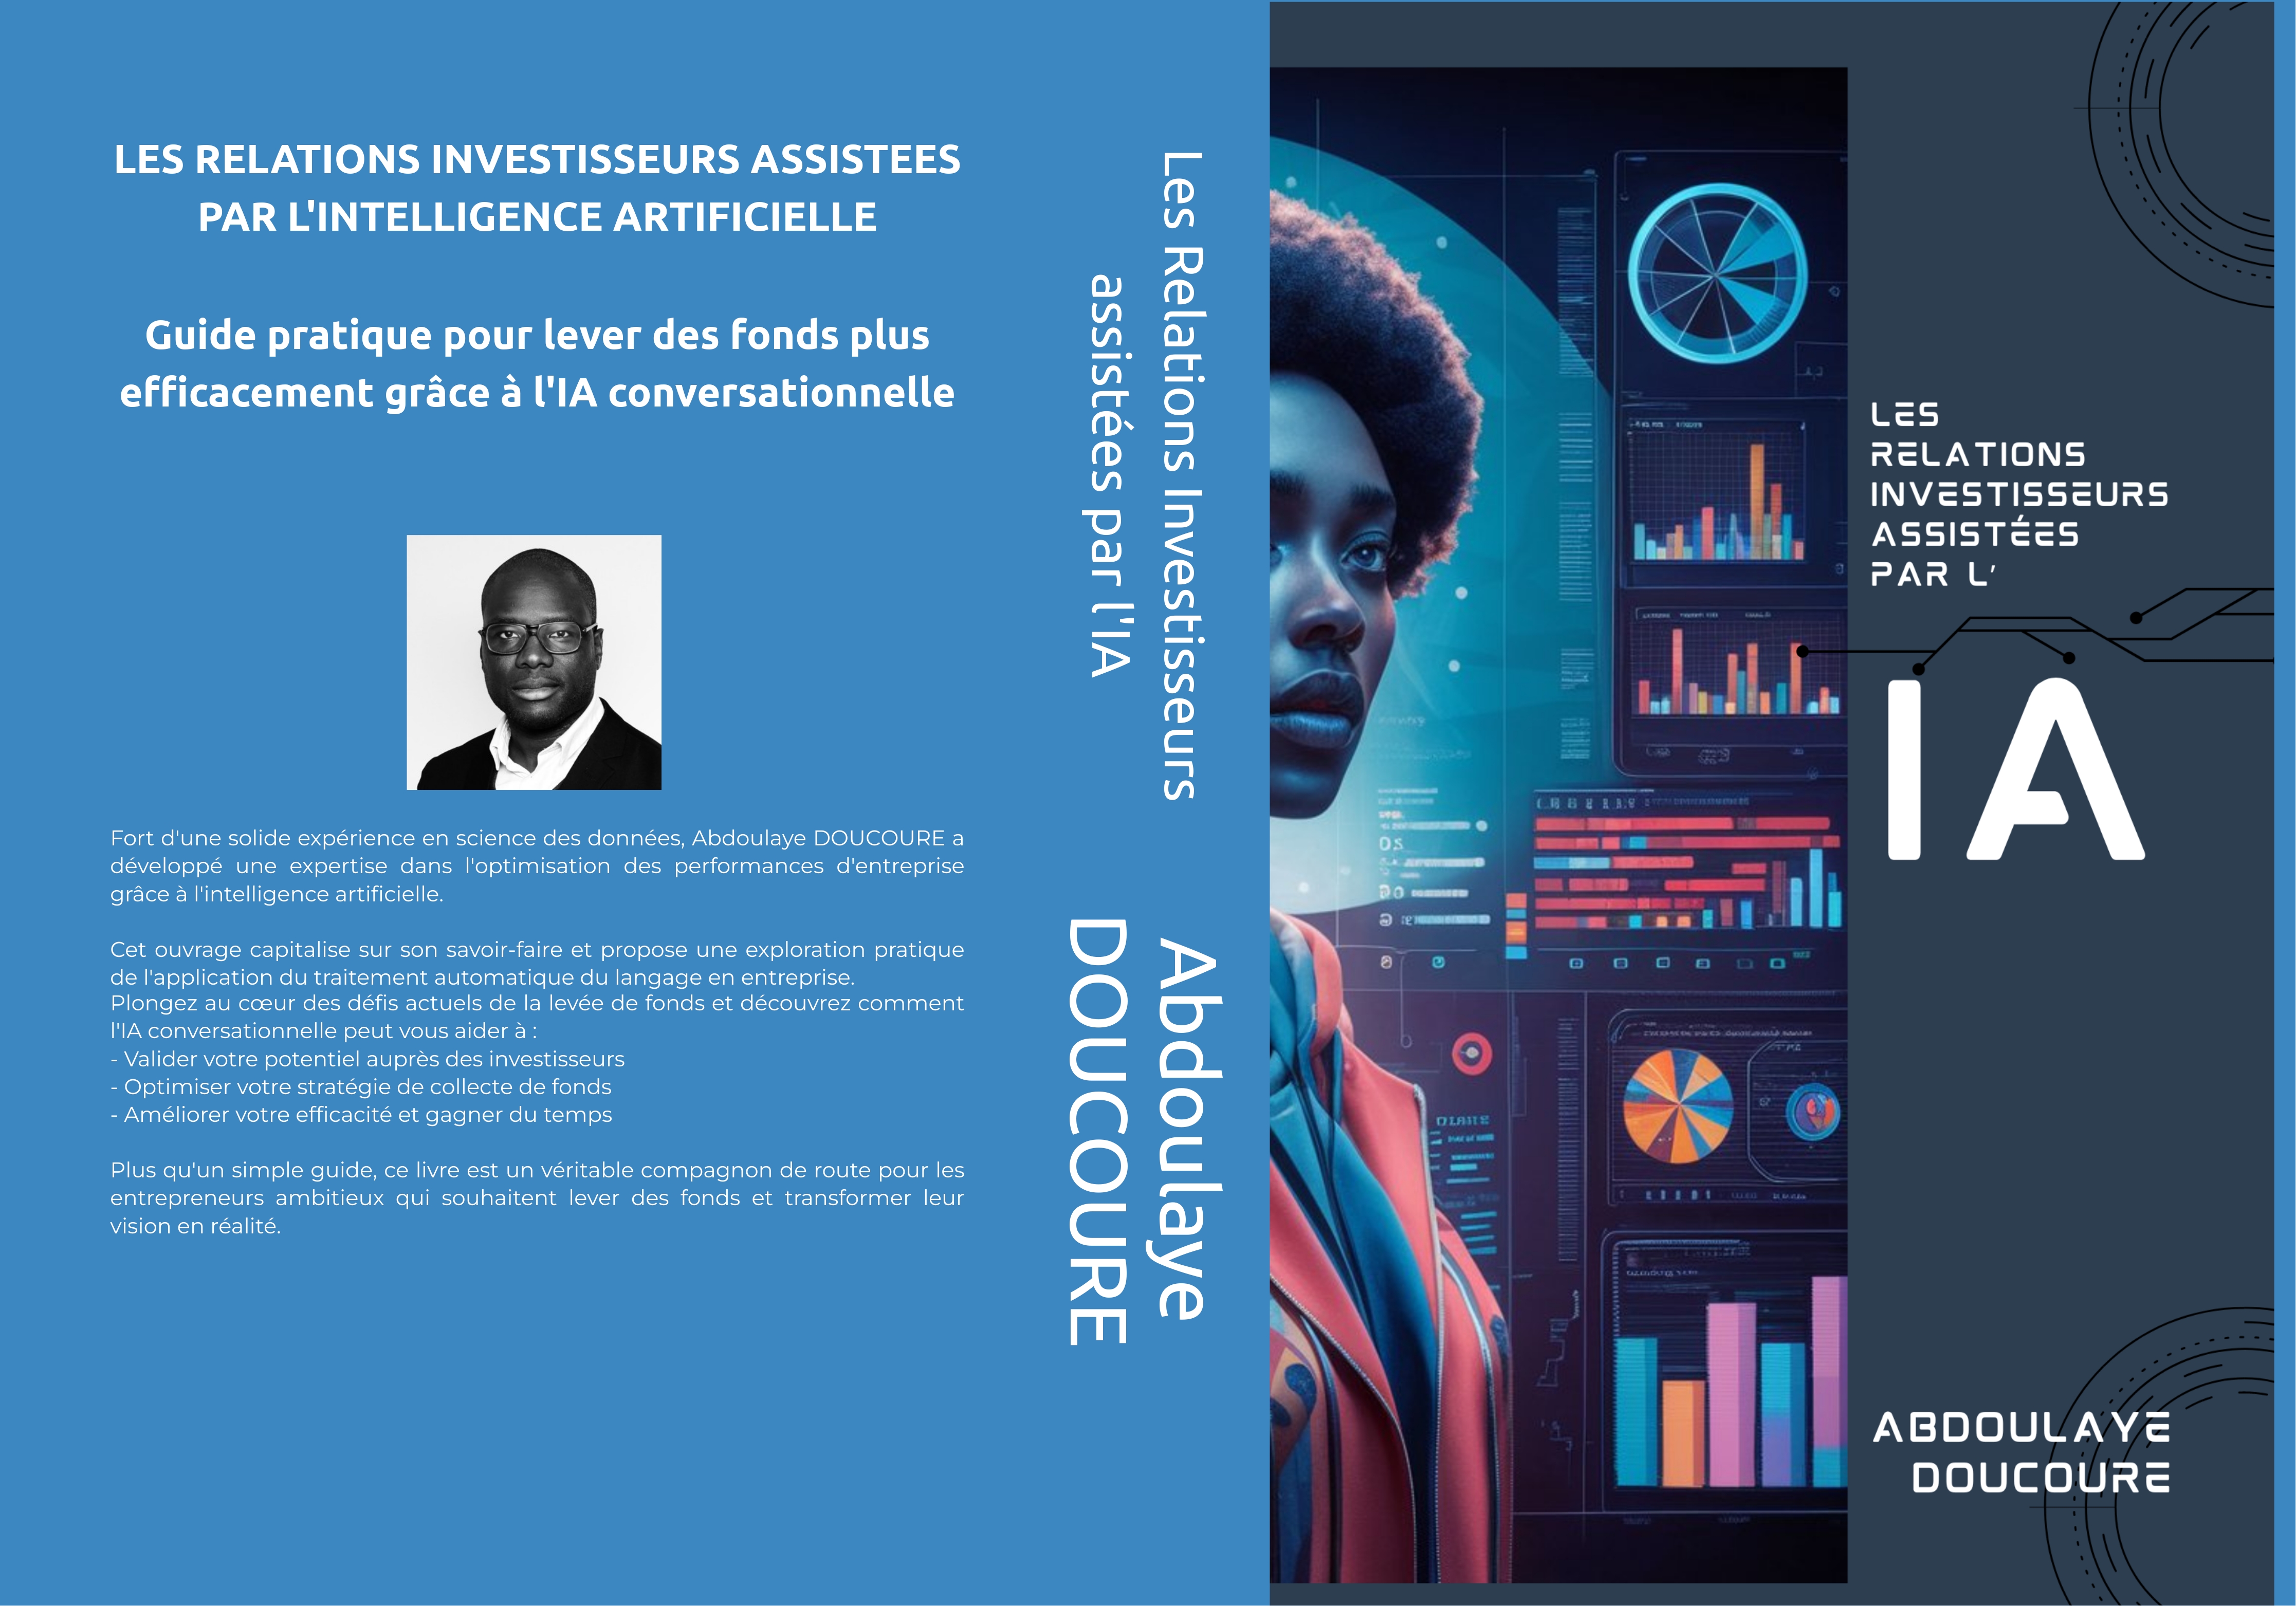 LES RELATIONS INVESTISSEURS ASSISTEES
PAR L'INTELLIGENCE ARTIFICIELLE
Guide pratique pour lever des fonds plus
efficacement grâce à l'IA conversationnelle
Fort d'une solide expérience en science des données, Abdoulaye DOUCOURE a
développé une expertise dans l'optimisation des performances d'entreprise
grâce à l'intelligence artificielle.
Cet ouvrage capitalise sur son savoir-faire et propose une exploration pratique
de l'application du traitement automatique du langage en entreprise.
Plongez au cœur des défis actuels de la levée de fonds et découvrez comment
l'IA conversationnelle peut vous aider à :
- Valider votre potentiel auprès des investisseurs
- Optimiser votre stratégie de collecte de fonds
- Améliorer votre efficacité et gagner du temps
Plus qu'un simple guide, ce livre est un véritable compagnon de route pour les
entrepreneurs ambitieux qui souhaitent lever des fonds et transformer leur
vision en réalité.
Les Relations Investisseurs
assistées par l'IA
Abdoulaye
DOUCOURE
LES
RELATIONS
INVESTISSEURS
ASSISTÉES
PAR L'
IA
ABDOULAYE
DOUCOURE